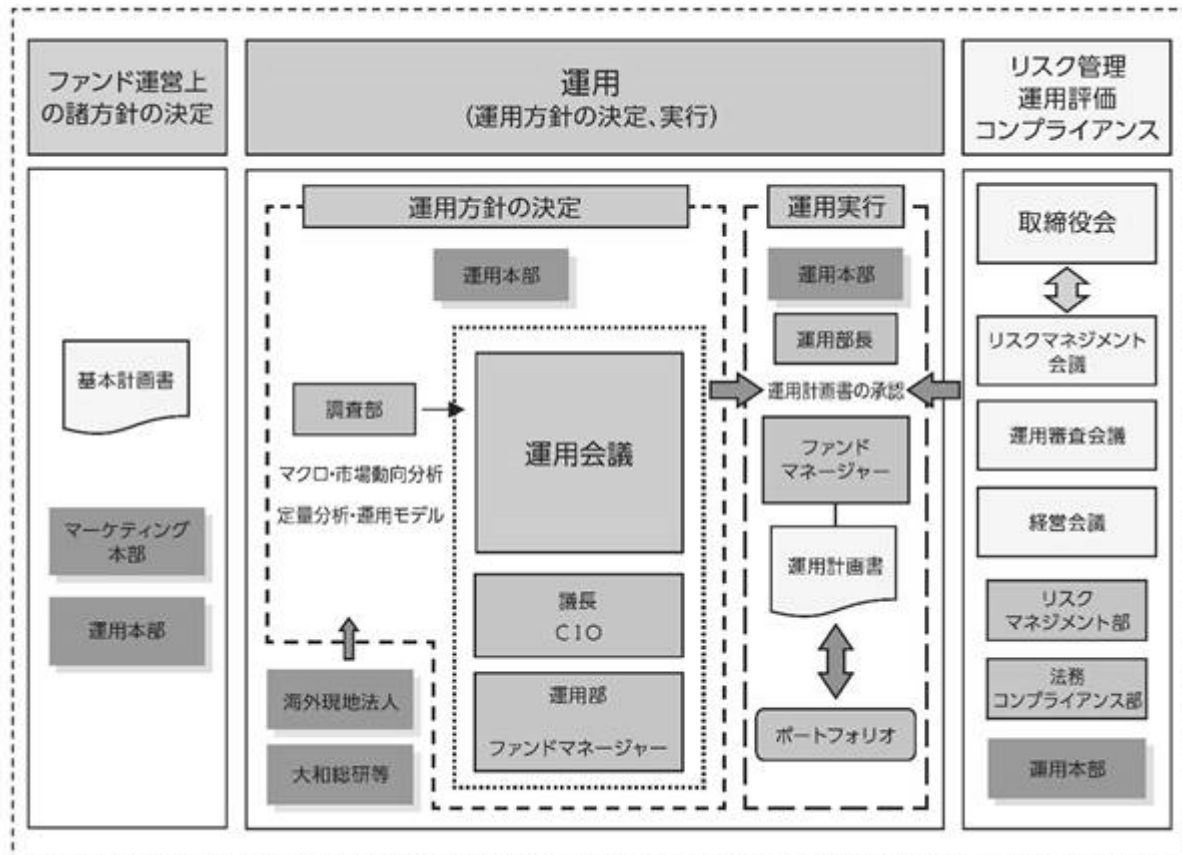 ファンド運営上
の諸方針の決定
運用
(運用方針の決定、実行)
リスク管理
運用評価
コンプライアンス
基本計画書
マーケティング
本部
運用本部
運用方針の決定
運用本部
調査部
マクロ・市場動向分析
定量分析・運用モデル
運用会議
議長
CIO
運用部
ファンドマネージャー
海外現地法人
大和総研等
運用実行
運用本部
運用部長
運用計画書の承認
ファンド
マネージャー
運用計画書
ポートフォリオ
取締役会
リスクマネジメント
会議
運用審査会議
経営会議
リスク
マネジメント部
法務
コンプライアンス部
運用本部